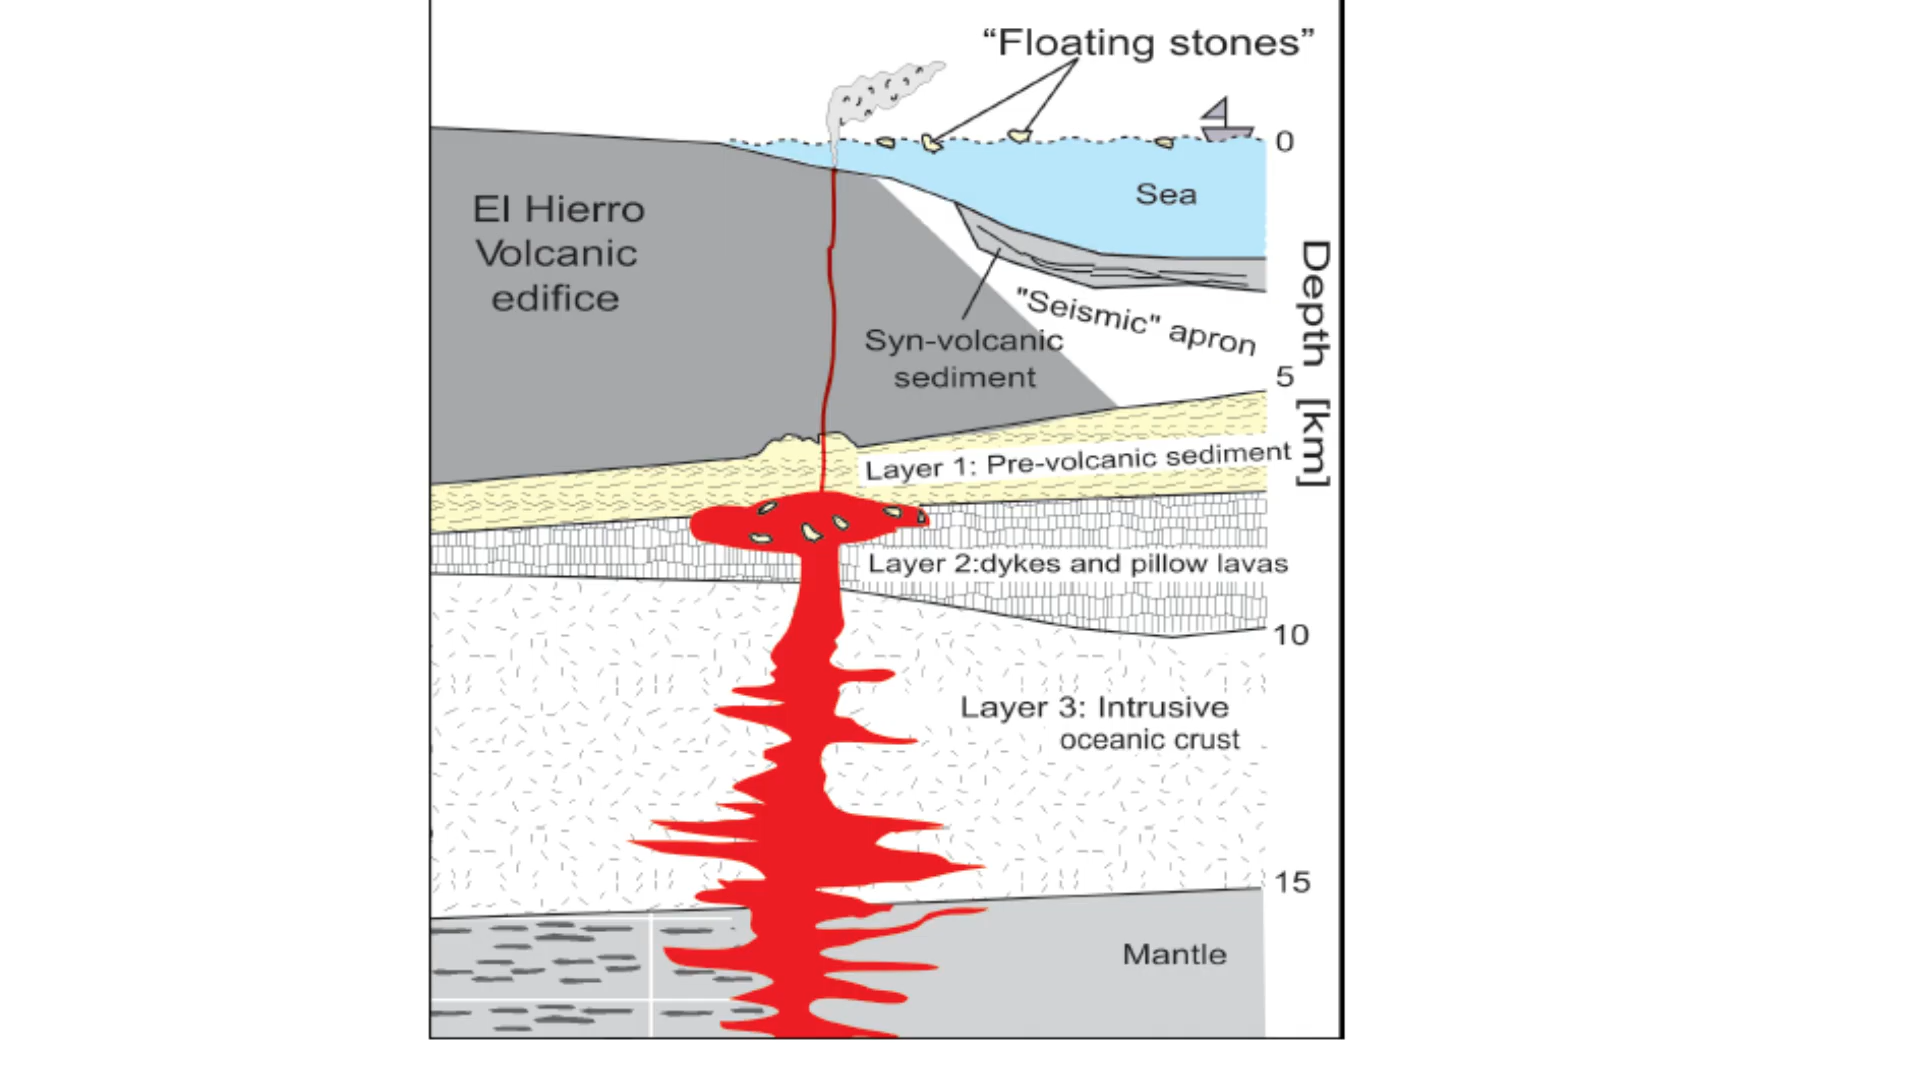 “Floating stones”
0
El Hierro
Volcanic
edifice
Sea
Depth [km]
"Seismic" apron
Syn-volcanic
sediment
5
Layer 1: Pre-volcanic sediment
Layer 2:dykes and pillow lavas
10
Layer 3: Intrusive
oceanic crust
15
Mantle